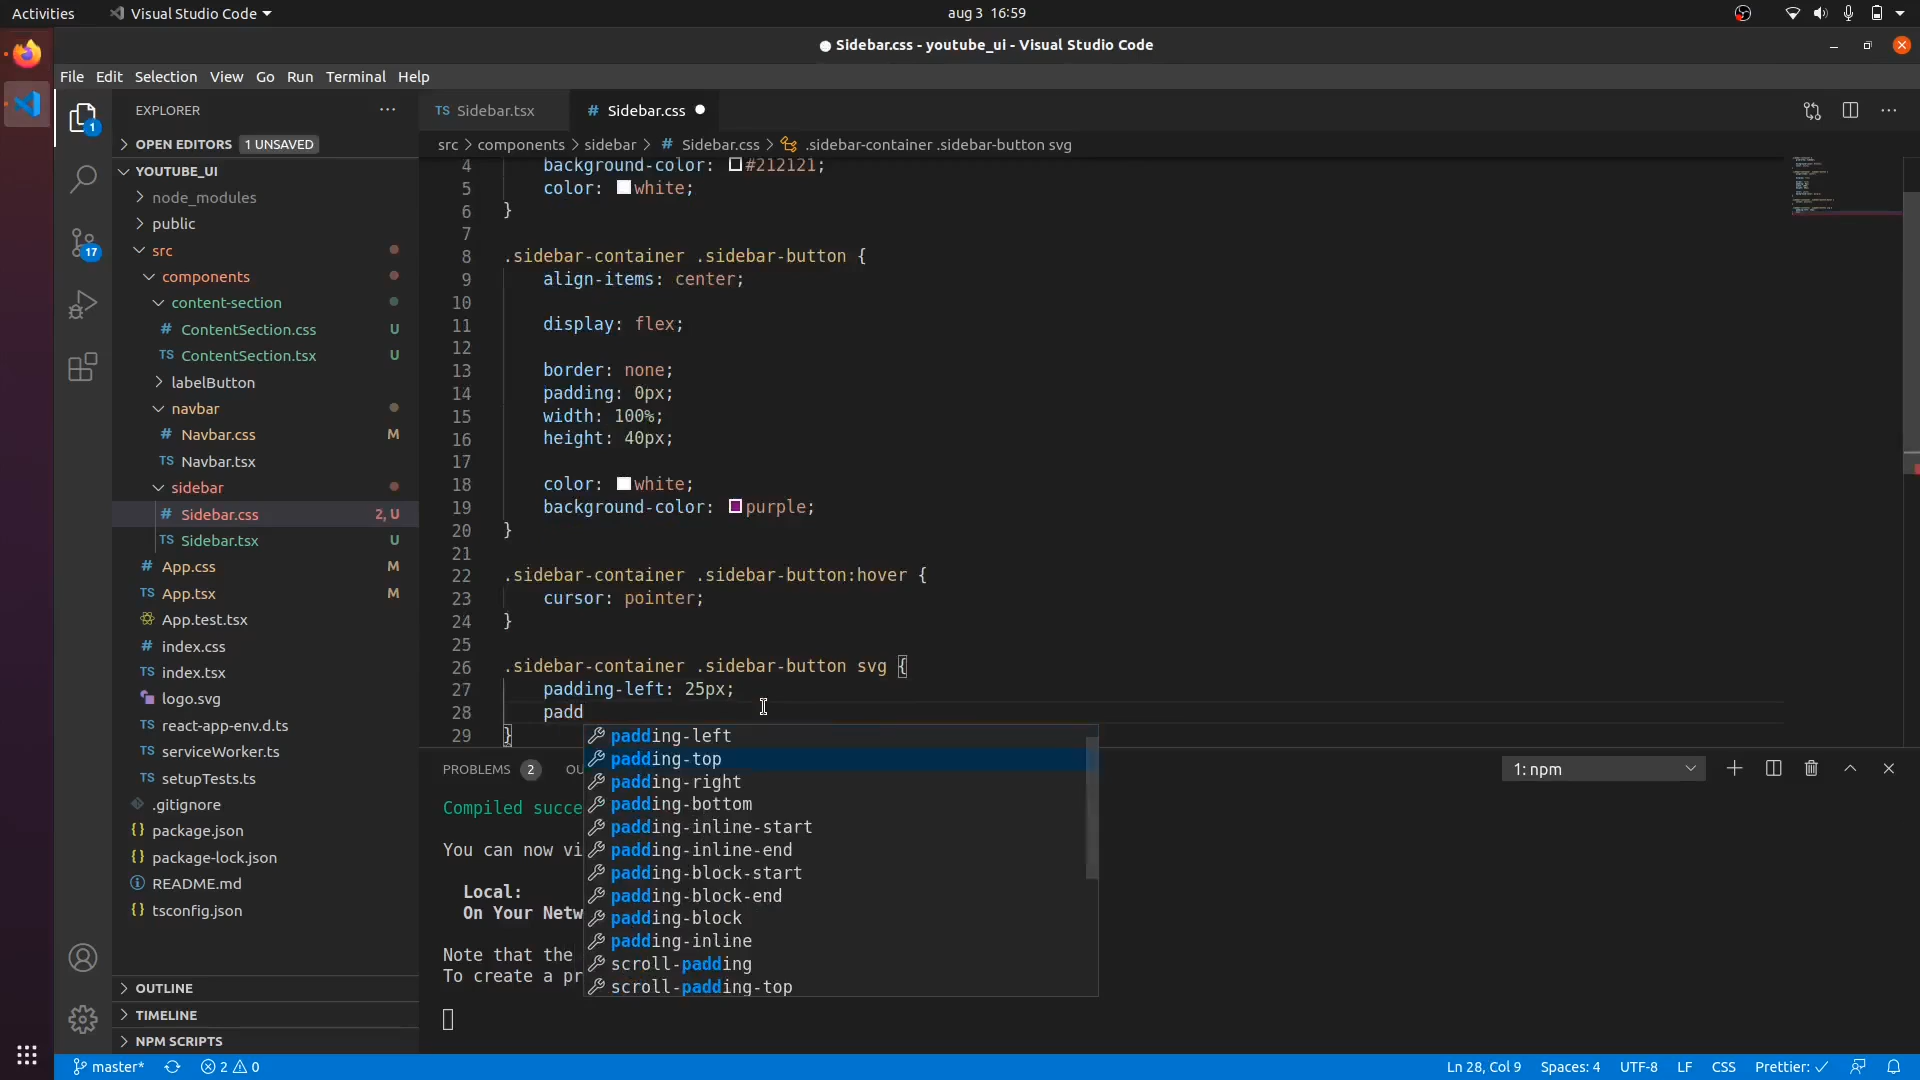 Activities
Visual Studio Code
aug 3 16:59
Sidebar.css - youtube_ui - Visual Studio Code
File Edit Selection View Go Run Terminal Help
EXPLORER
OPEN EDITORS 1 UNSAVED
YOUTUBE_UI
node_modules
public
src
components
content-section
# ContentSection.css U
TS ContentSection.tsx U
labelButton
navbar
# Navbar.css M
TS Navbar.tsx
sidebar
# Sidebar.css 2, U
TS Sidebar.tsx U
# App.css M
TS App.tsx M
App.test.tsx
# index.css
TS index.tsx
logo.svg
TS react-app-env.d.ts
TS serviceWorker.ts
TS setupTests.ts
.gitignore
{} package.json
{} package-lock.json
README.md
tsconfig.json
OUTLINE
TIMELINE
NPM SCRIPTS
1
17
TS Sidebar.tsx
# Sidebar.css
src > components > sidebar > # Sidebar.css > .sidebar-container .sidebar-button svg
4 background-color: #212121;
5 color: white;
6 }
7
8 .sidebar-container .sidebar-button {
9 align-items: center;
10
11 display: flex;
12
13 border: none;
14 padding: 0px;
15 width: 100%;
16 height: 40px;
17
18 color: white;
19 background-color: purple;
20 }
21
22 .sidebar-container .sidebar-button:hover {
23 cursor: pointer;
24 }
25
26 .sidebar-container .sidebar-button svg {
27 padding-left: 25px;
28 padd
29 }
padding-left
padding-top
padding-right
padding-bottom
padding-inline-start
padding-inline-end
padding-block-start
padding-block-end
padding-block
padding-inline
scroll-padding
scroll-padding-top
PROBLEMS 2 OU
1: npm
Compiled succe
You can now vi
Local:
On Your Netw
Note that the
To create a pr
master*
2 0
Ln 28, Col 9
Spaces: 4
UTF-8
LF
CSS
Prettier: ✓